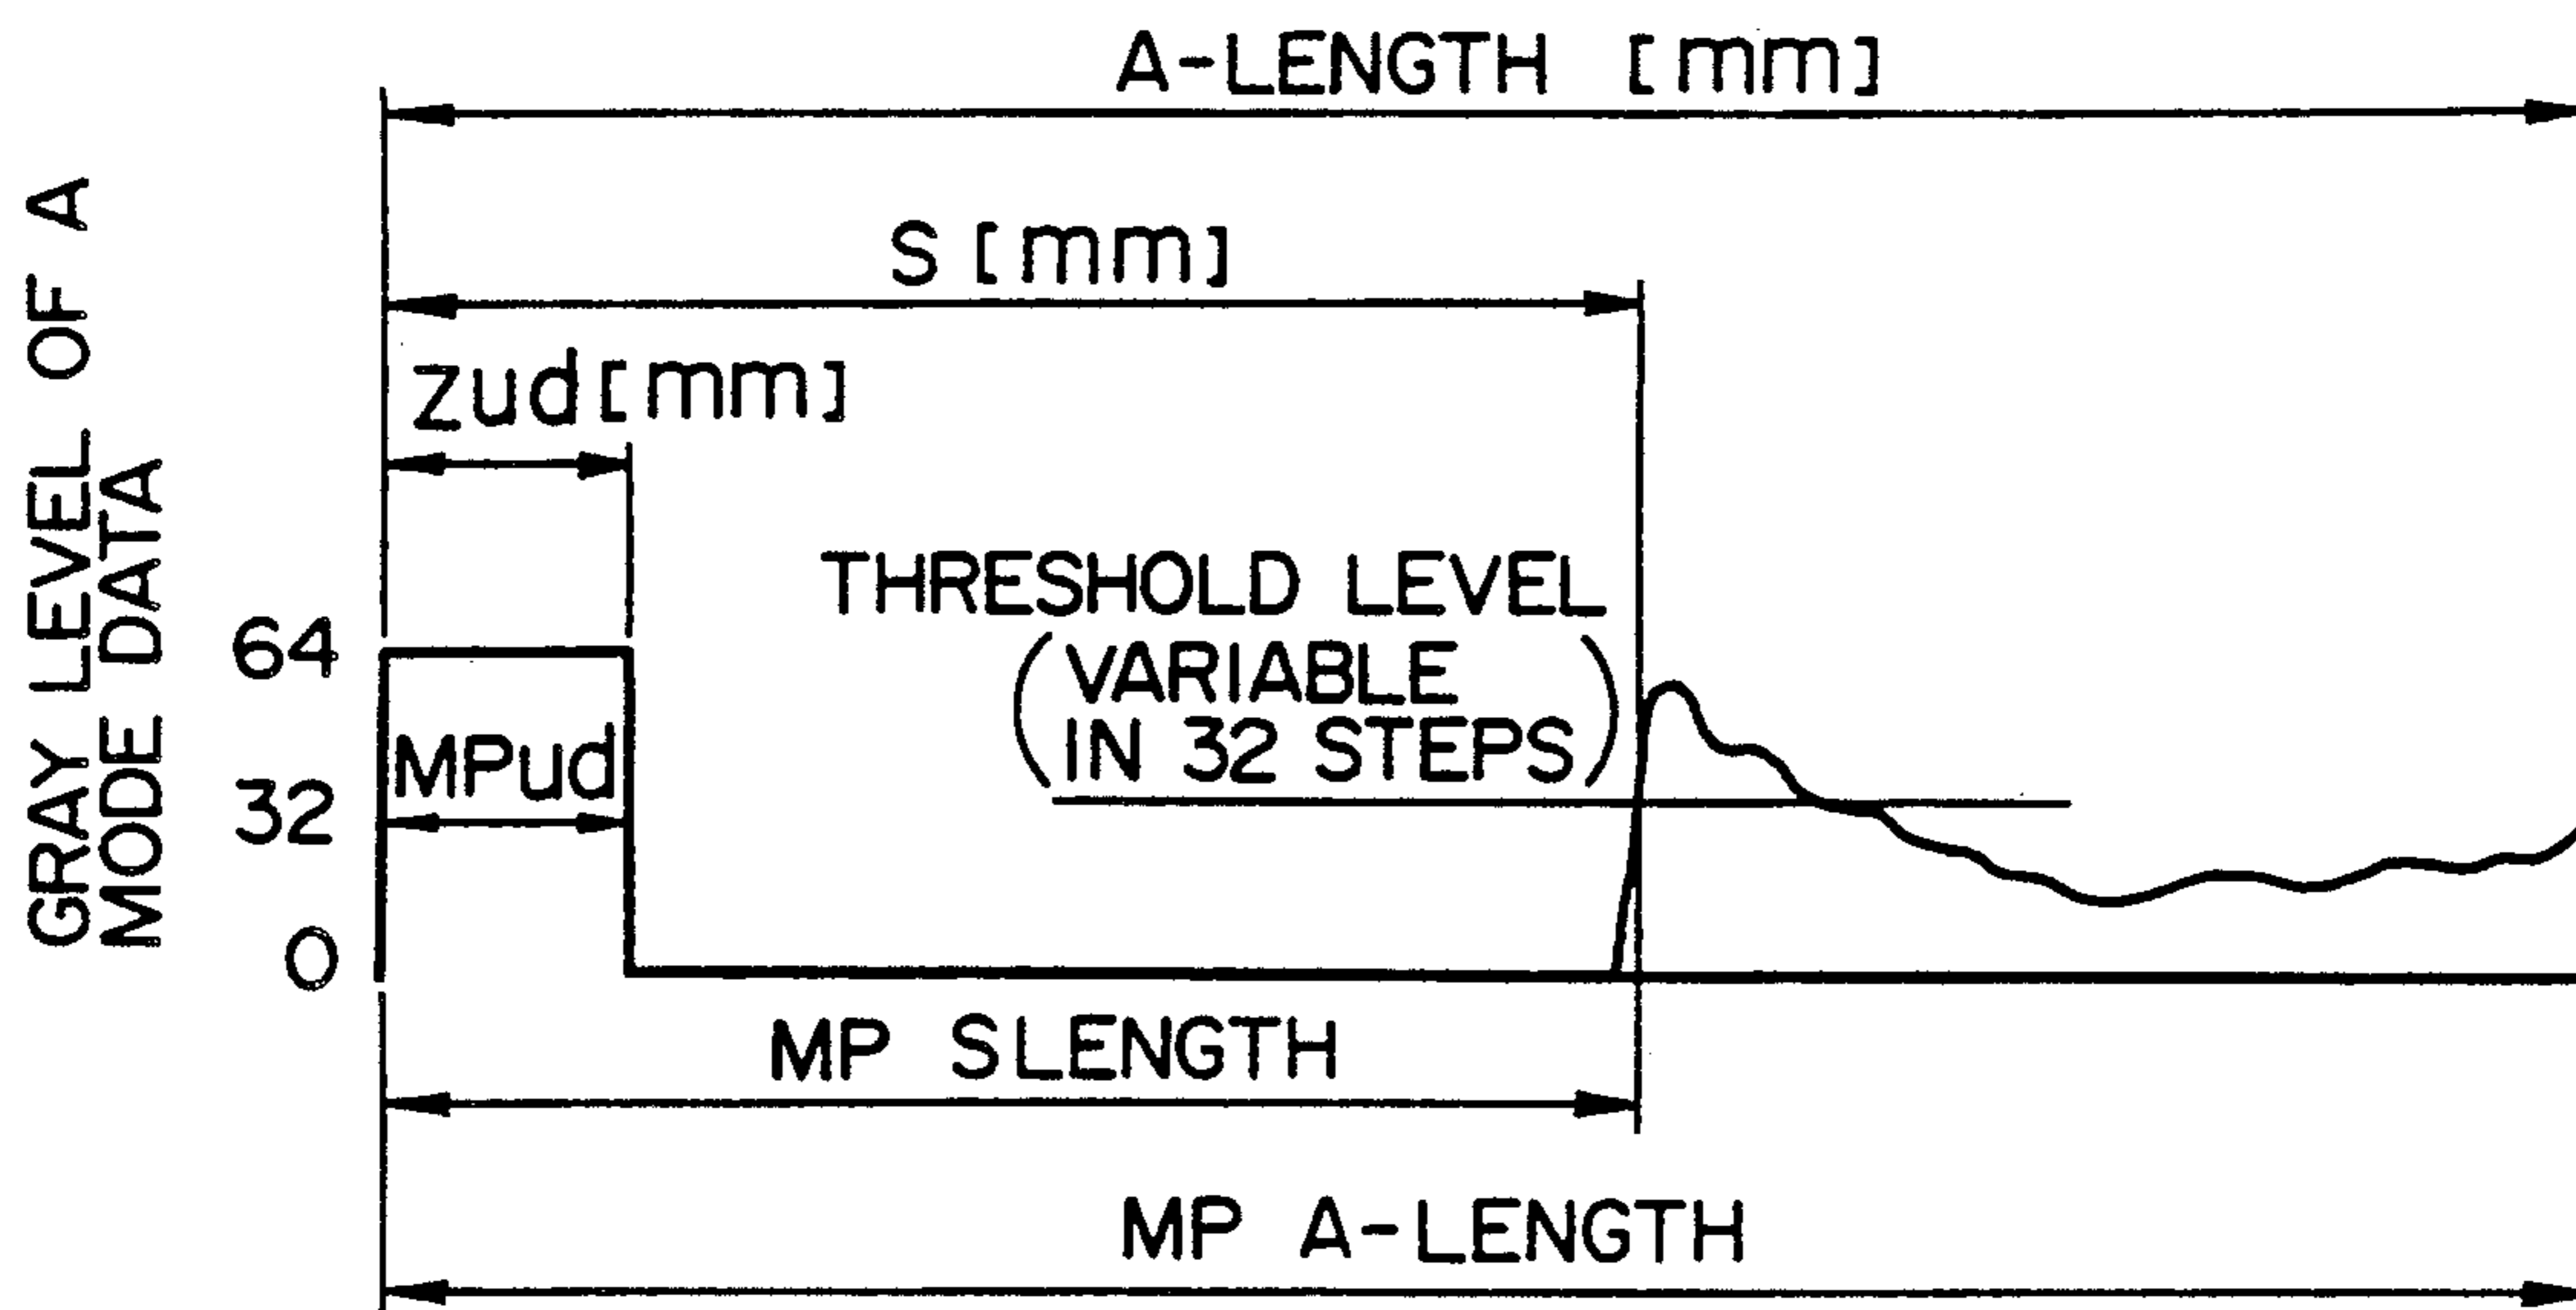 A-LENGTH [mm]
S [mm]
zud [mm]
GRAY LEVEL OF A
MODE DATA
THRESHOLD LEVEL
(VARIABLE
IN 32 STEPS)
64
MPud
32
0
MP SLENGTH
MP A-LENGTH